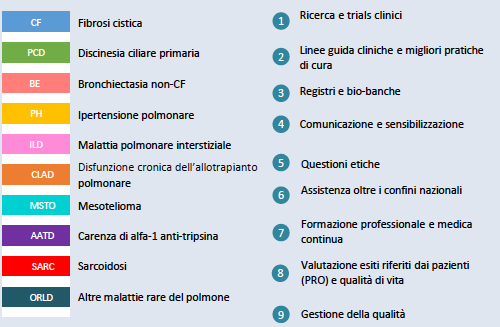 CF Fibrosi cistica
PCD Discinesia ciliare primaria
BE Bronchiectasia non-CF
PH Ipertensione polmonare
ILD Malattia polmonare interstiziale
CLAD Disfunzione cronica dell'allotrapianto
polmonare
MSTO Mesotelioma
AATD Carenza di alfa-1 anti-tripsina
SARC Sarcoidosi
ORLD Altre malattie rare del polmone
1 Ricerca e trials clinici
2 Linee guida cliniche e migliori pratiche
di cura
3 Registri e bio-banche
4 Comunicazione e sensibilizzazione
5 Questioni etiche
6 Assistenza oltre i confini nazionali
7 Formazione professionale e medica
continua
8 Valutazione esiti riferiti dai pazienti
(PRO) e qualità di vita
9 Gestione della qualità